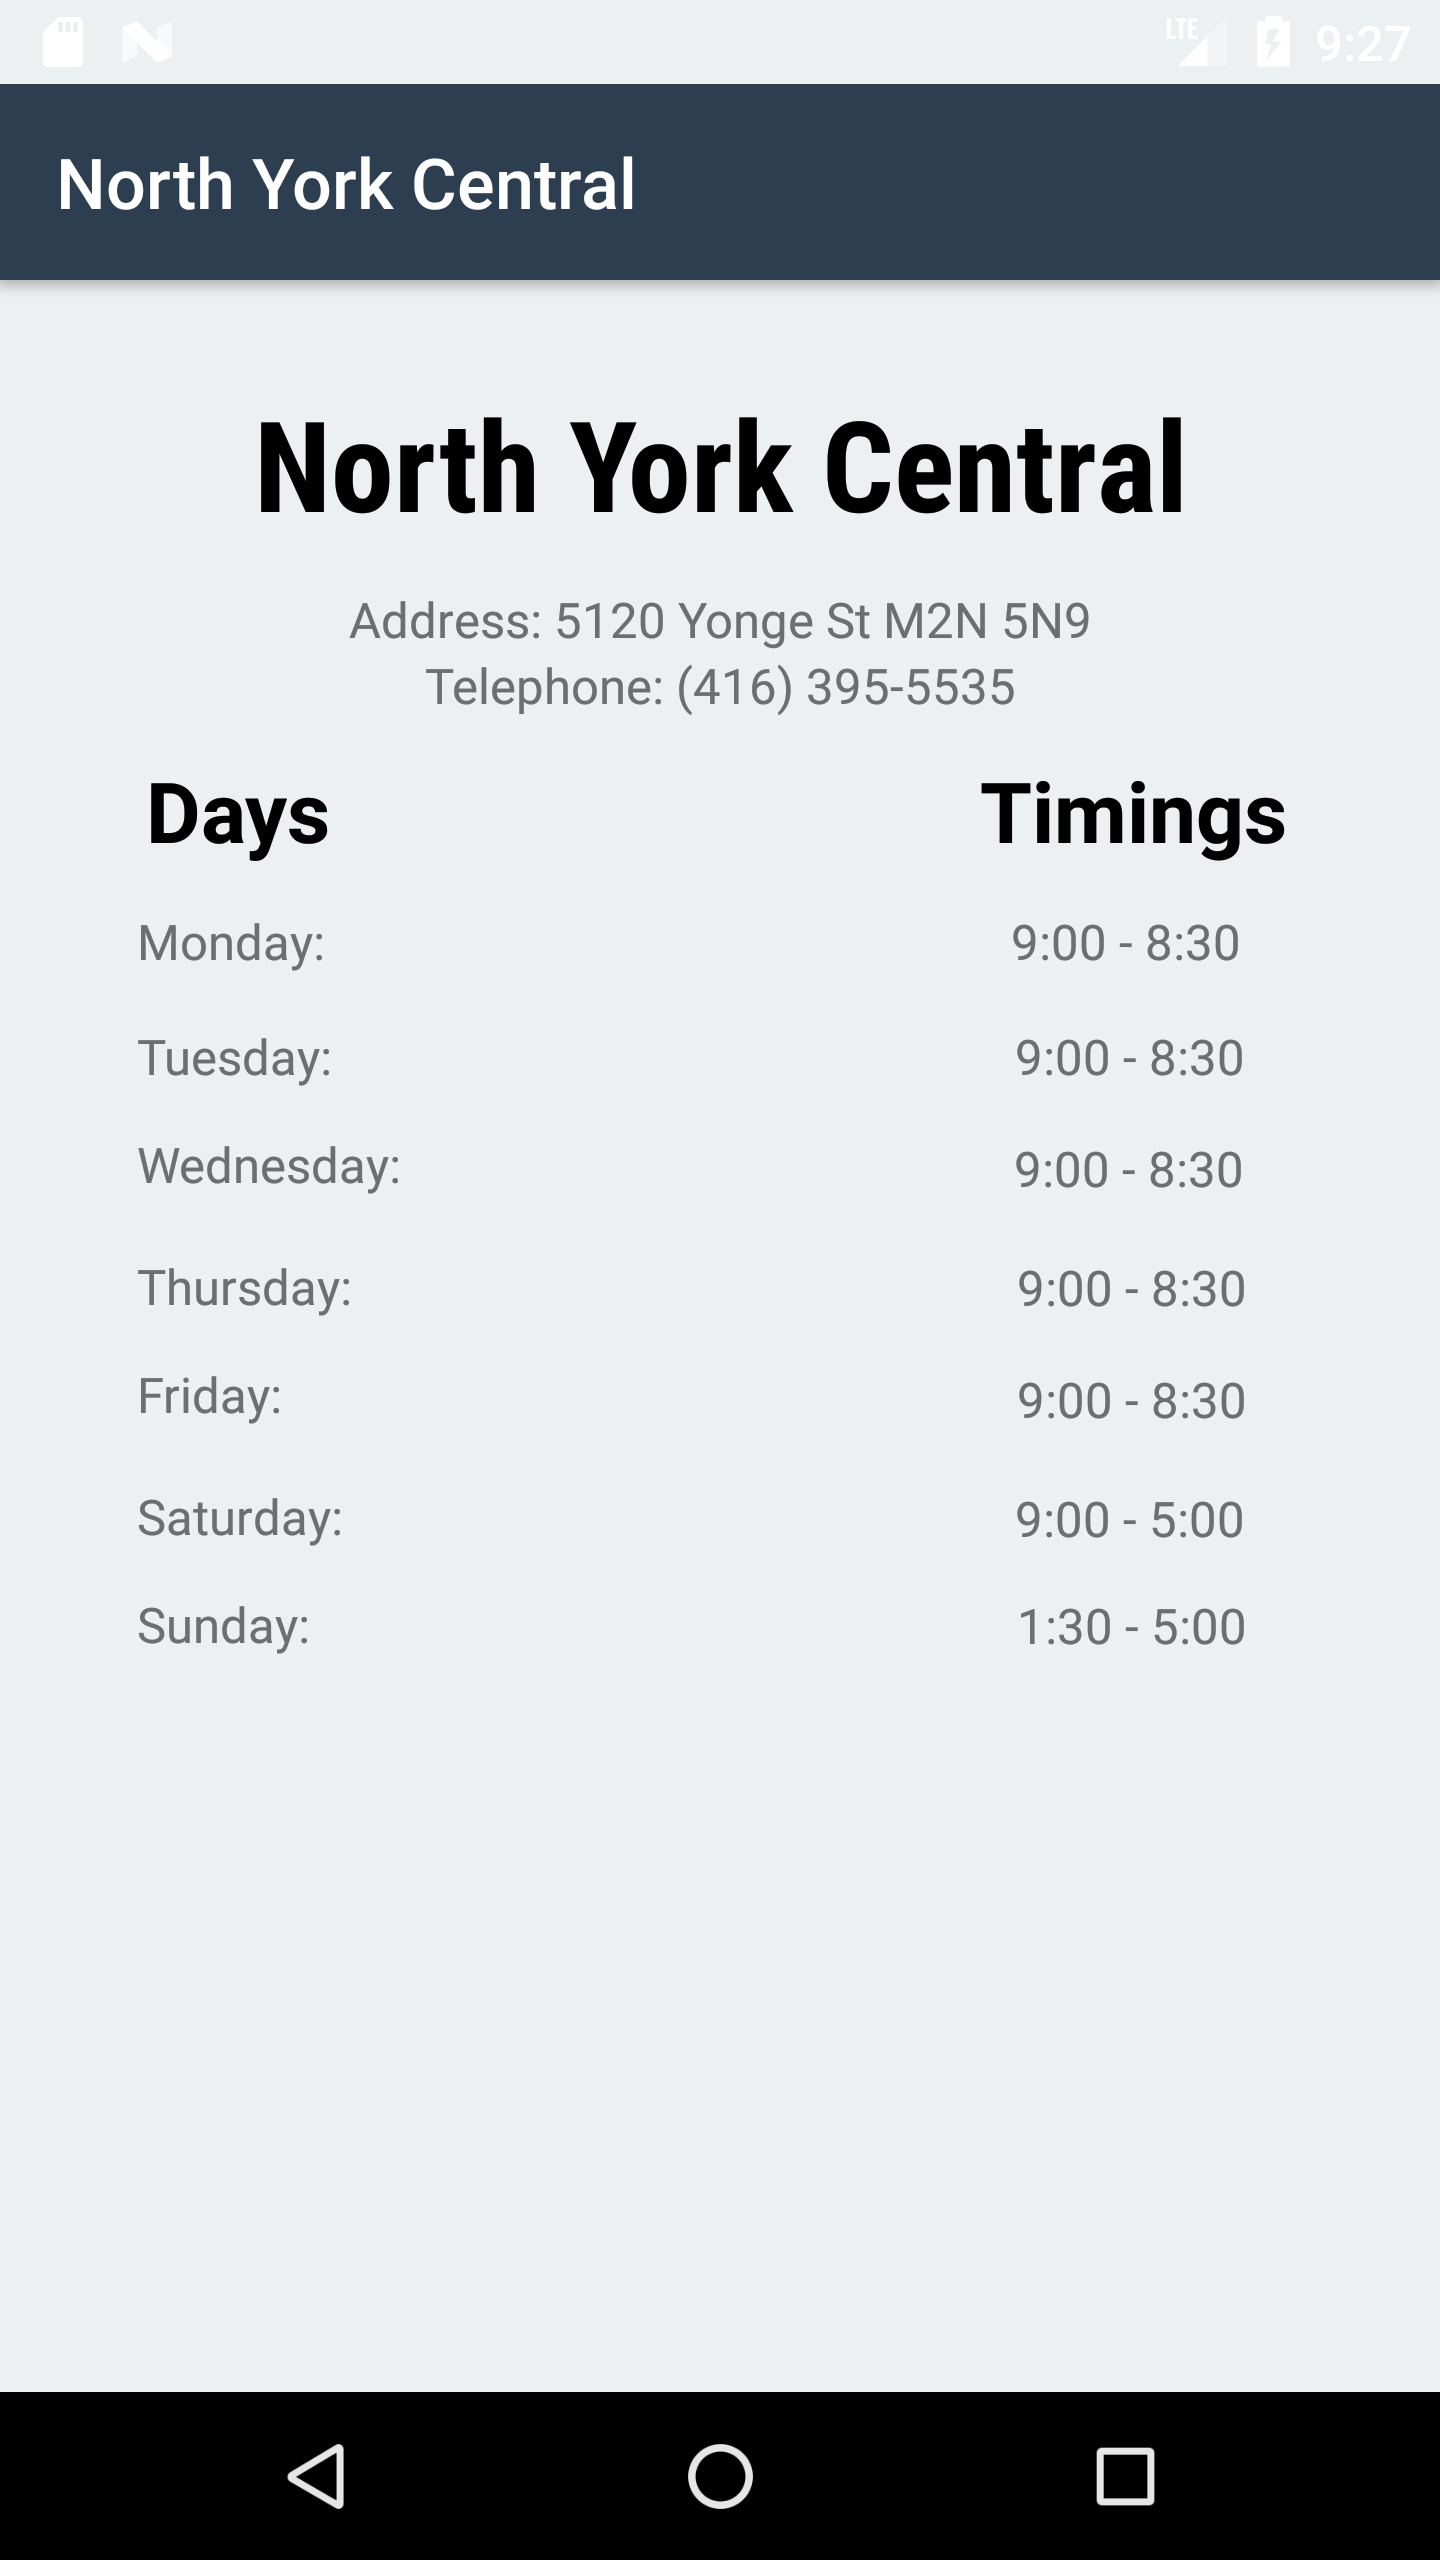 LTE 9:27
North York Central
North York Central
Address: 5120 Yonge St M2N 5N9
Telephone: (416) 395-5535
Days Timings
Monday: 9:00 - 8:30
Tuesday: 9:00 - 8:30
Wednesday: 9:00 - 8:30
Thursday: 9:00 - 8:30
Friday: 9:00 - 8:30
Saturday: 9:00 - 5:00
Sunday: 1:30 - 5:00